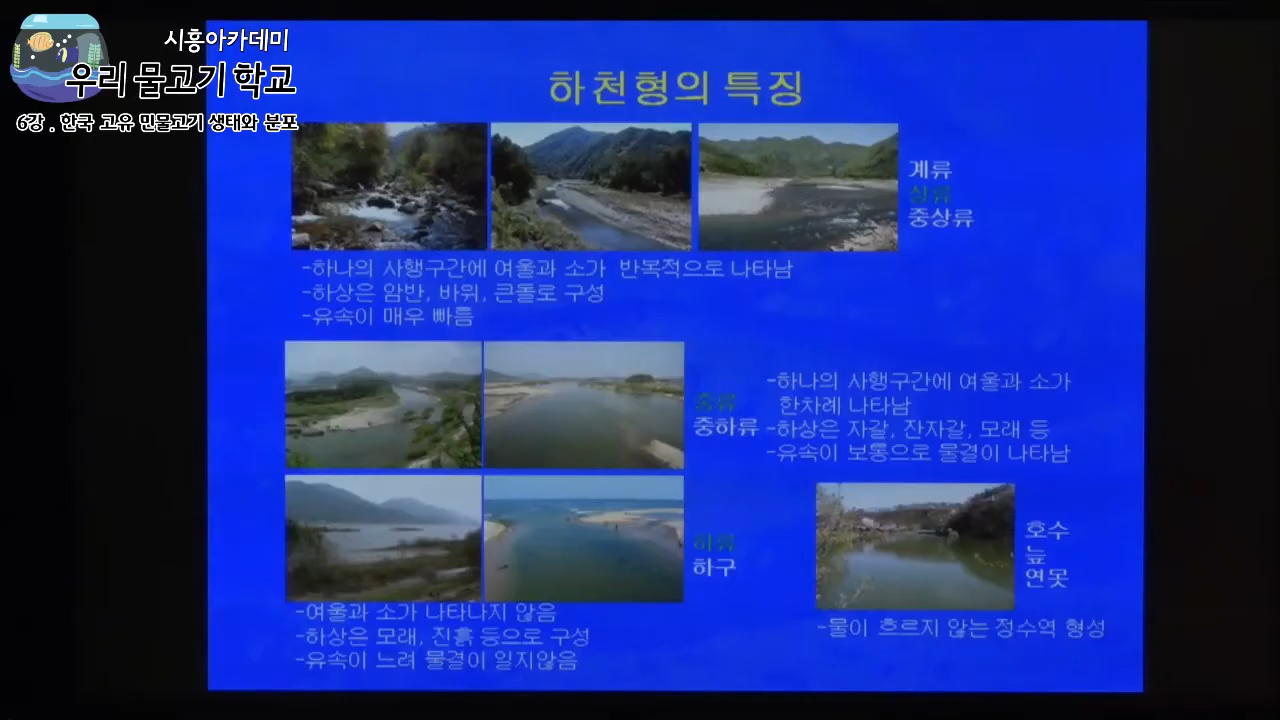 시흥아카데미
우리 물고기 학교
6강 . 한국 고유 민물고기 생태와 분포
하천형의 특징
계류
상류
중상류
-하나의 사행구간에 여울과 소가 반복적으로 나타남
-하상은 암반, 바위, 큰돌로 구성
-유속이 매우 빠름
중류
중하류
-하나의 사행구간에 여울과 소가
한차례 나타남
-하상은 자갈, 잔자갈, 모래 등
-유속이 보통으로 물결이 나타남
하류
하구
-여울과 소가 나타나지 않음
-하상은 모래, 진흙 등으로 구성
-유속이 느려 물결이 일지않음
호수
늪
연못
-물이 흐르지 않는 정수역 형성